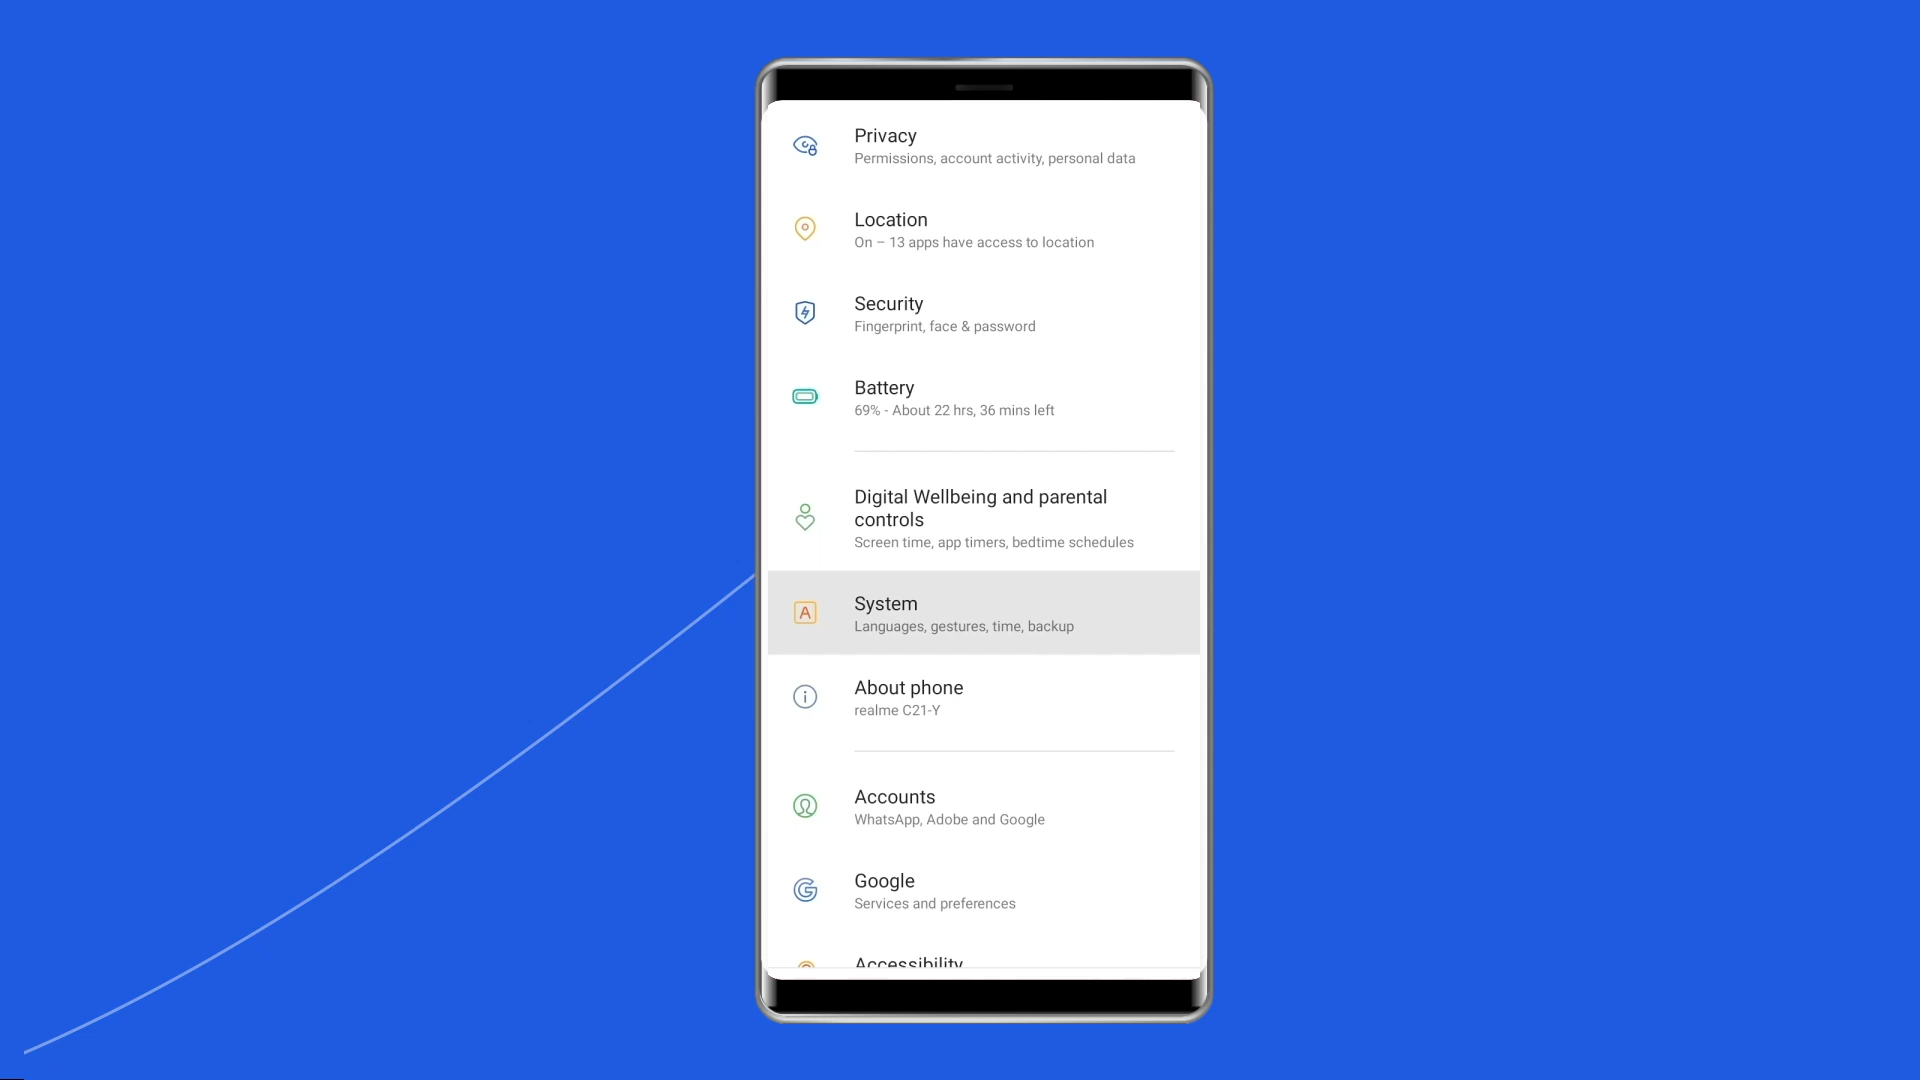 Privacy
Permissions, account activity, personal data
Location
On – 13 apps have access to location
Security
Fingerprint, face & password
Battery
69% - About 22 hrs, 36 mins left
Digital Wellbeing and parental
controls
Screen time, app timers, bedtime schedules
A
System
Languages, gestures, time, backup
About phone
realme C21-Y
Accounts
WhatsApp, Adobe and Google
Google
Services and preferences
Accessibility